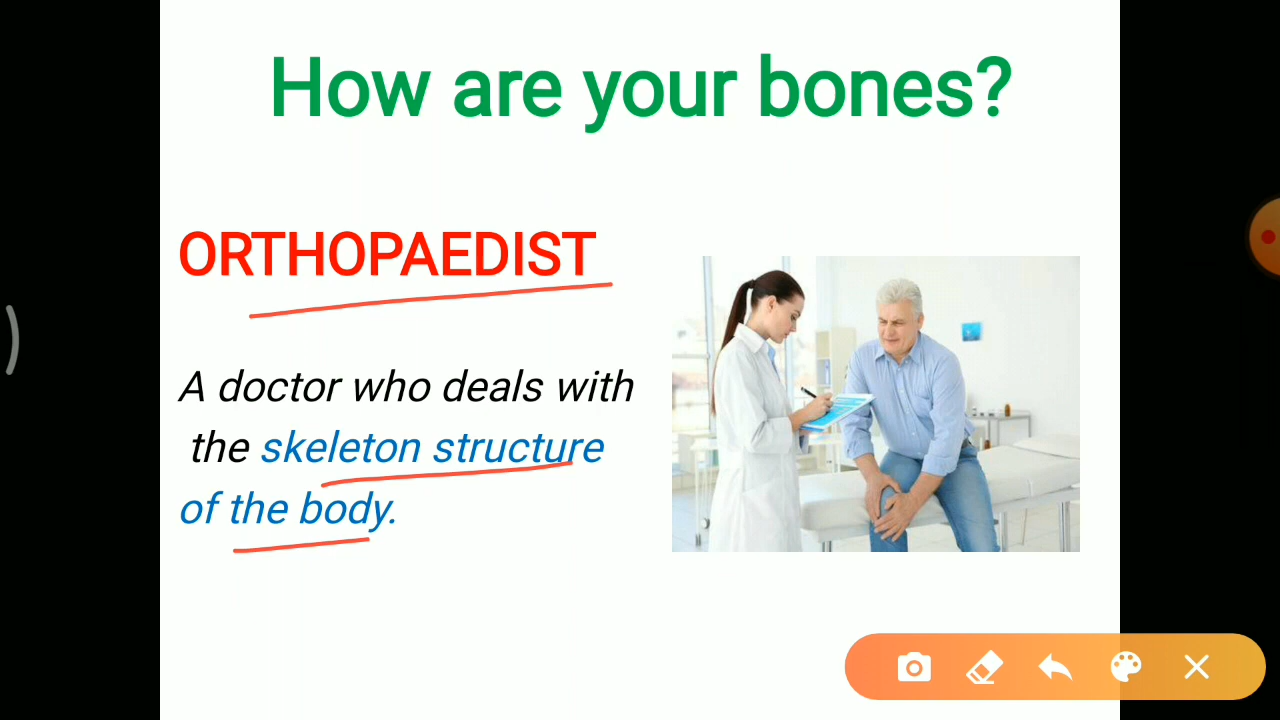 How are your bones?
ORTHOPAEDIST
A doctor who deals with
the skeleton structure
of the body.